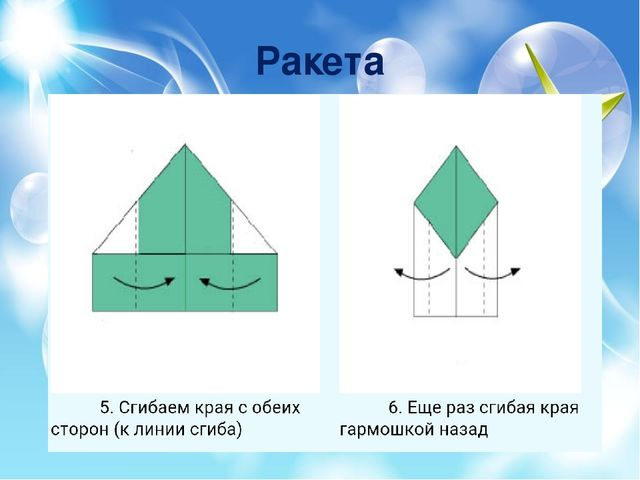 Ракета
5. Сгибаем края с обеих
сторон (к линии сгиба)
6. Еще раз сгибая края
гармошкой назад